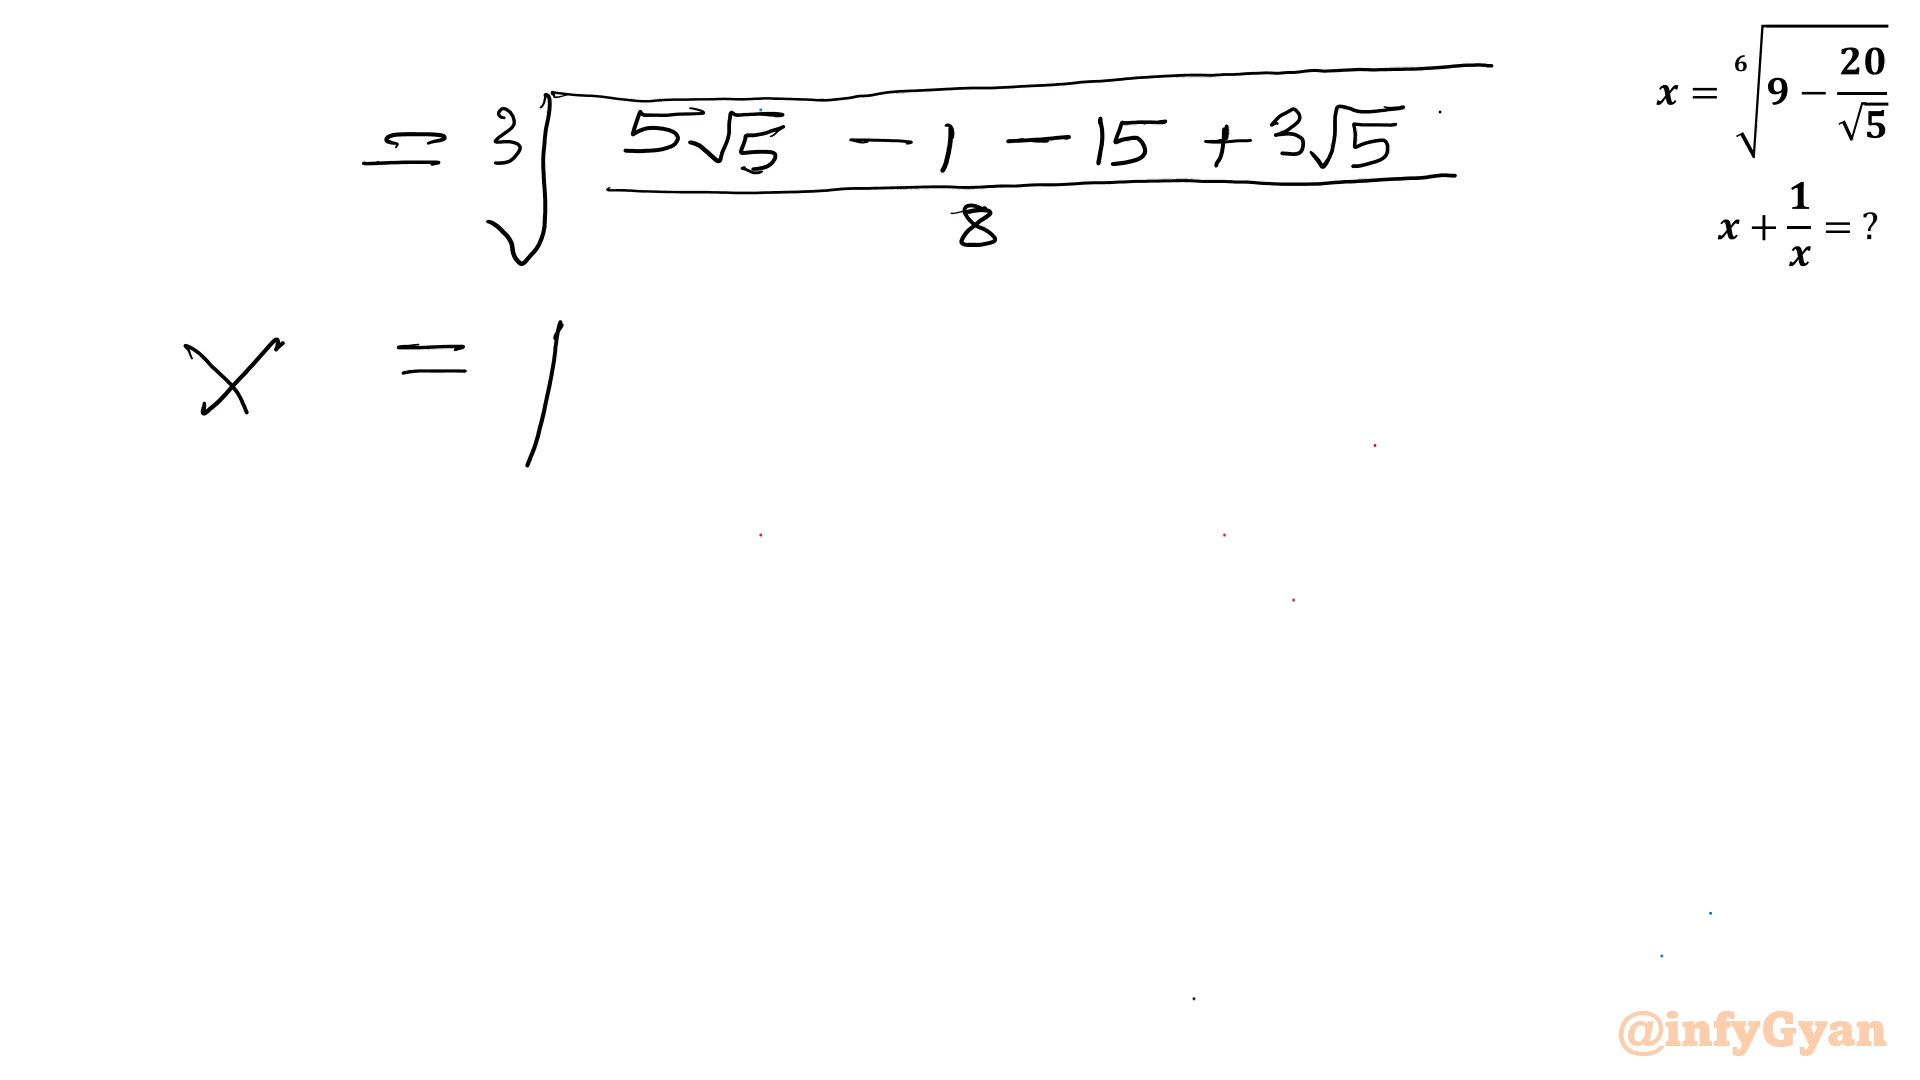 = ∛((5√5 - 1 - 15 + 3√5)/8)
x = ⁶√(9 − 20/√5)
x + 1/x = ?
x = /
@infyGyan